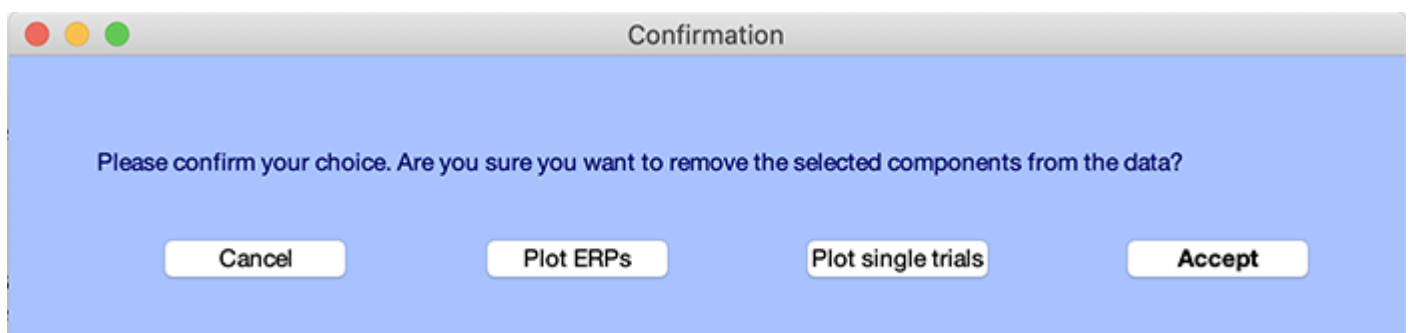 Confirmation
Please confirm your choice. Are you sure you want to remove the selected components from the data?
Cancel Plot ERPs Plot single trials Accept